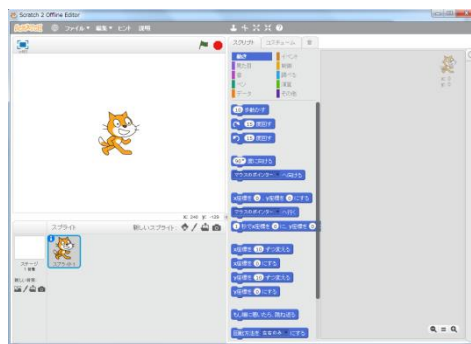 Scratch 2 Offline Editor
ファイル▼ 編集▼ ヒント 説明
スクリプト コスチューム 音
動き イベント
見た目 制御
音 調べる
ペン 演算
データ その他
10 歩動かす
15 度回す
15 度回す
90▼ 度に向ける
マウスのポインター へ向ける
x座標を 0 、y座標を 0 にする
マウスのポインター へ行く
1 秒でx座標を 0 に、y座標を 0
x座標を 10 ずつ変える
x座標を 0 にする
y座標を 10 ずつ変える
y座標を 0 にする
もし端に着いたら、跳ね返る
回転方法を にする
スプライト 新しいスプライト:
ステージ
スプライト1
新しい背景: